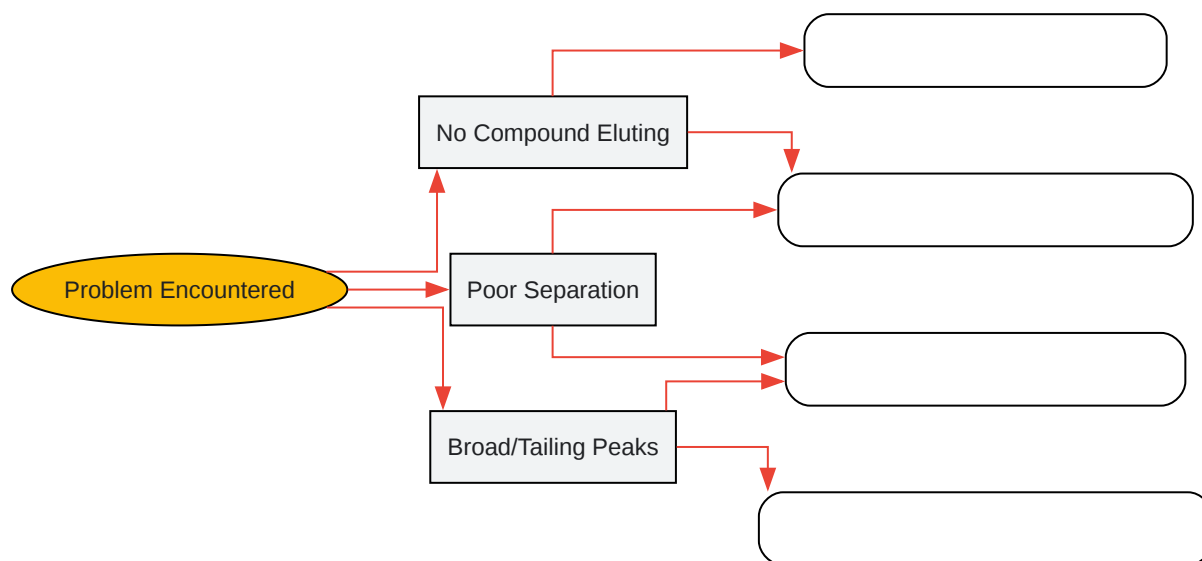 No Compound Eluting
Problem Encountered
Poor Separation
Broad/Tailing Peaks